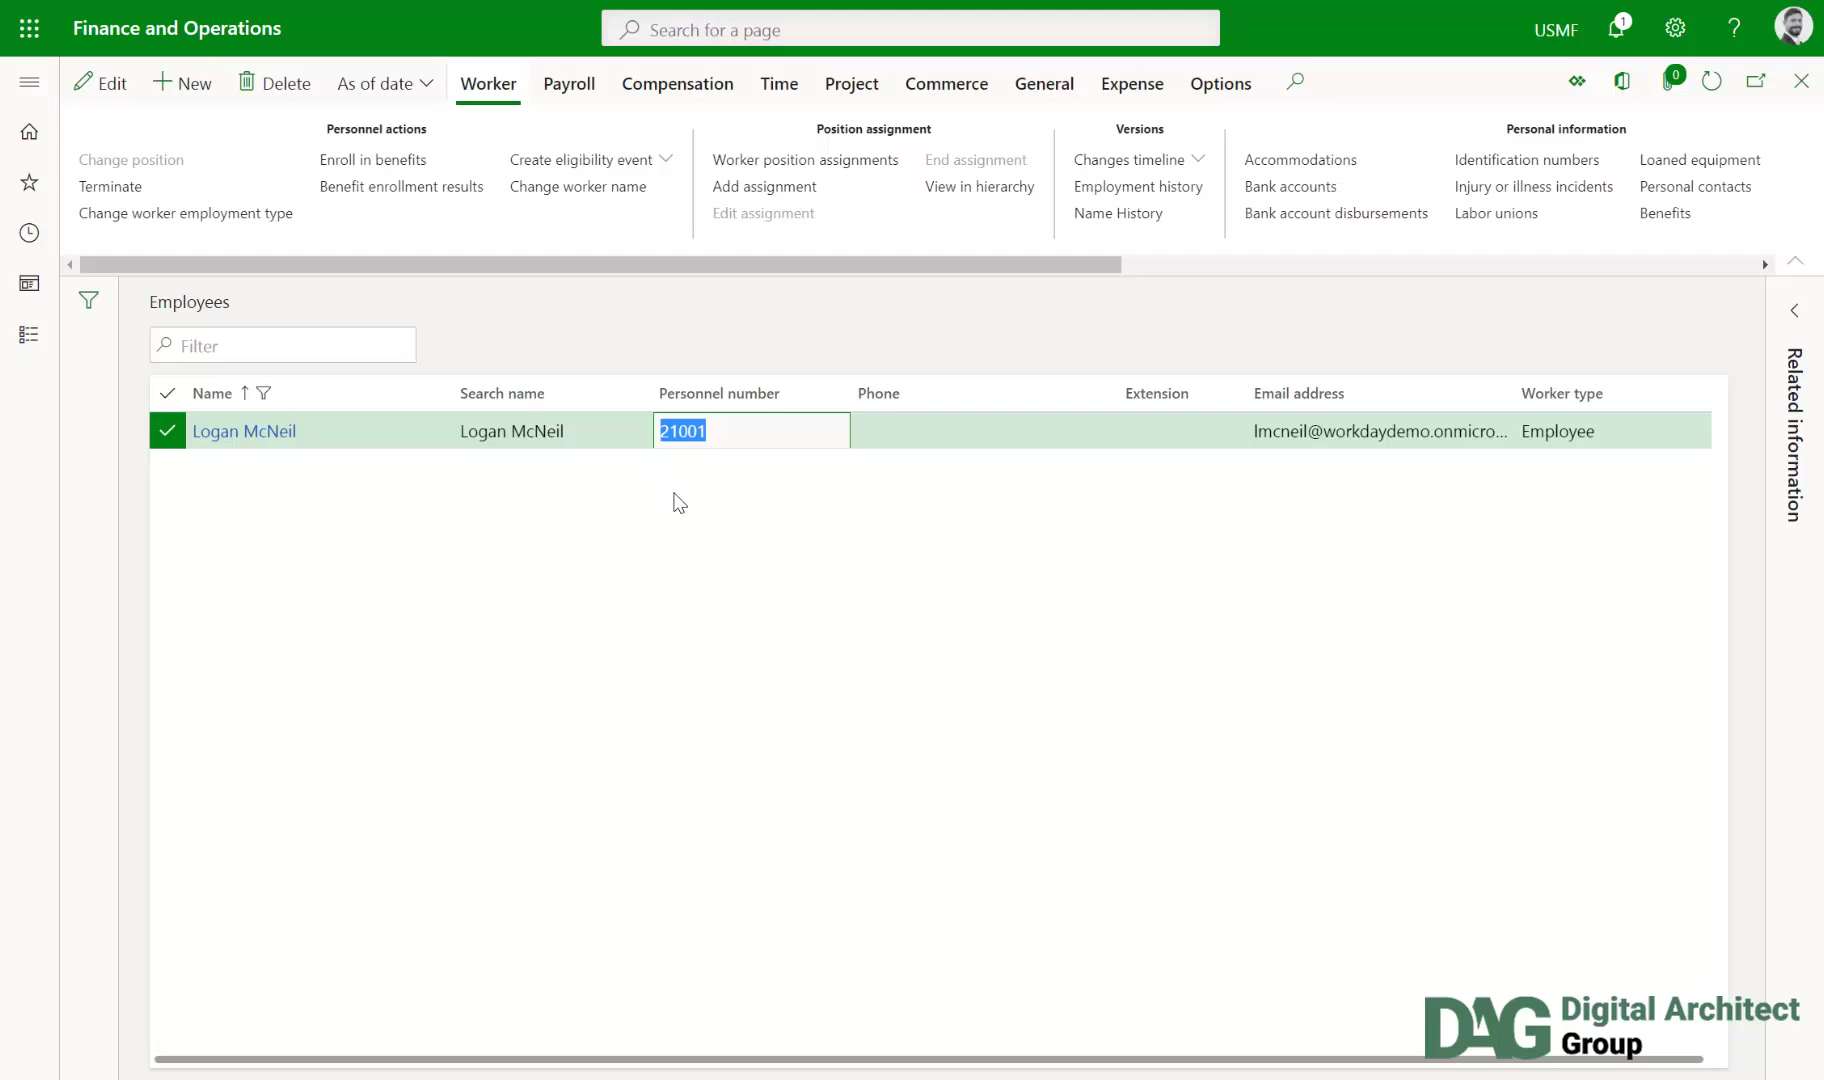 Finance and Operations
Search for a page
USMF
1
?
Edit New Delete As of date Worker Payroll Compensation Time Project Commerce General Expense Options
0
Personnel actions
Change position
Terminate
Change worker employment type
Enroll in benefits
Benefit enrollment results
Create eligibility event
Change worker name
Position assignment
Worker position assignments
Add assignment
Edit assignment
End assignment
View in hierarchy
Versions
Changes timeline
Employment history
Name History
Personal information
Accommodations
Bank accounts
Bank account disbursements
Identification numbers
Injury or illness incidents
Labor unions
Loaned equipment
Personal contacts
Benefits
Employees
Filter
Name Search name Personnel number Phone Extension Email address Worker type
Logan McNeil Logan McNeil 21001 lmcneil@workdaydemo.onmicro... Employee
Related information
DAG
Digital Architect
Group